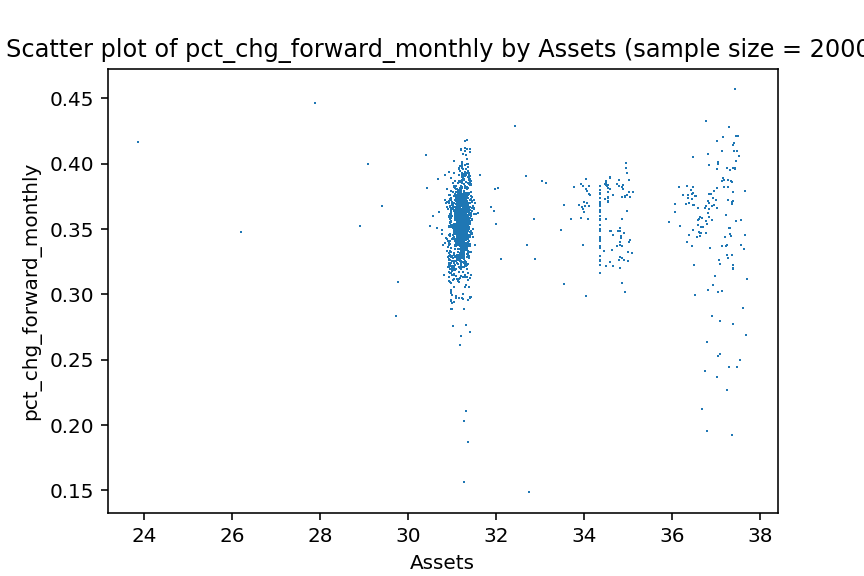 Scatter plot of pct_chg_forward_monthly by Assets (sample size = 2000
0.45
0.40
0.35
0.30
0.25
0.20
0.15
pct_chg_forward_monthly
24 26 28 30 32 34 36 38
Assets